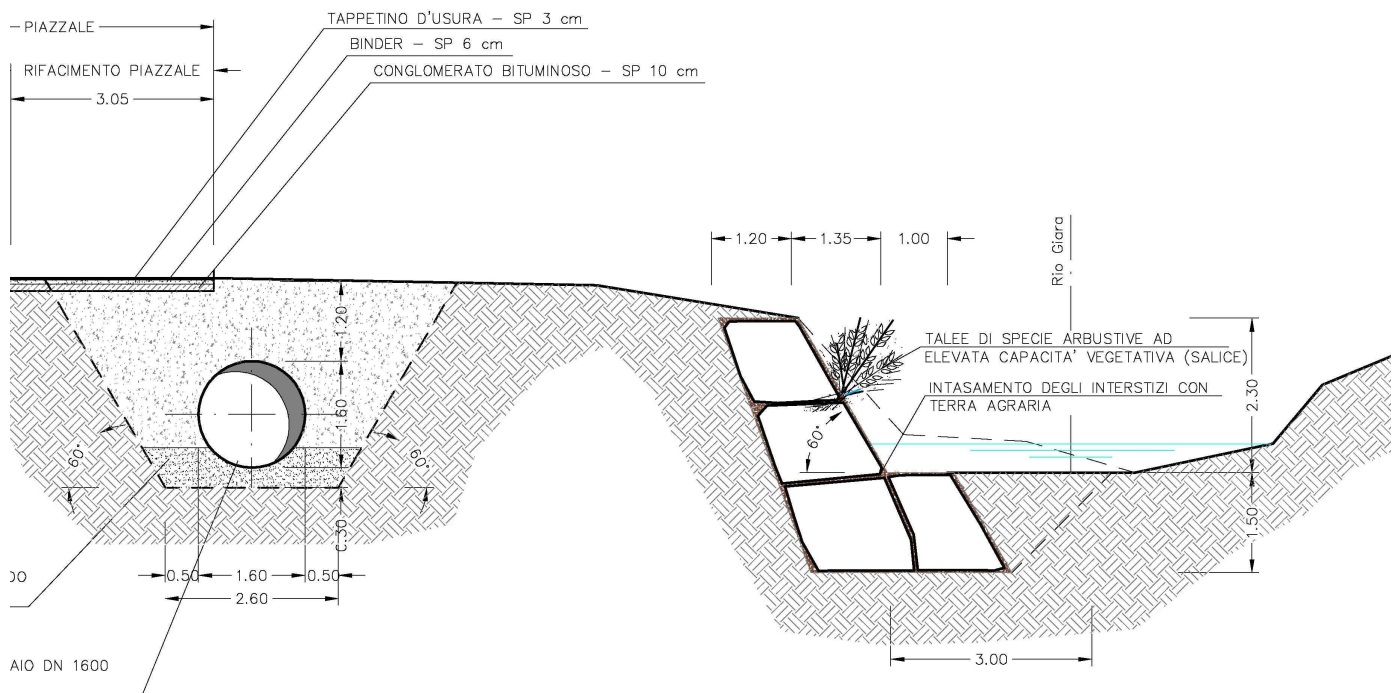 PIAZZALE
RIFACIMENTO PIAZZALE
3.05
TAPPETINO D'USURA – SP 3 cm
BINDER – SP 6 cm
CONGLOMERATO BITUMINOSO – SP 10 cm
1.20
1.35
1.00
Rio Giara
1.20
1.60
60°
60°
0.30
0.50
1.60
0.50
2.60
TALEE DI SPECIE ARBUSTIVE AD
ELEVATA CAPACITA' VEGETATIVA (SALICE)
INTASAMENTO DEGLI INTERSTIZI CON
TERRA AGRARIA
60°
2.30
1.50
3.00
AIO DN 1600